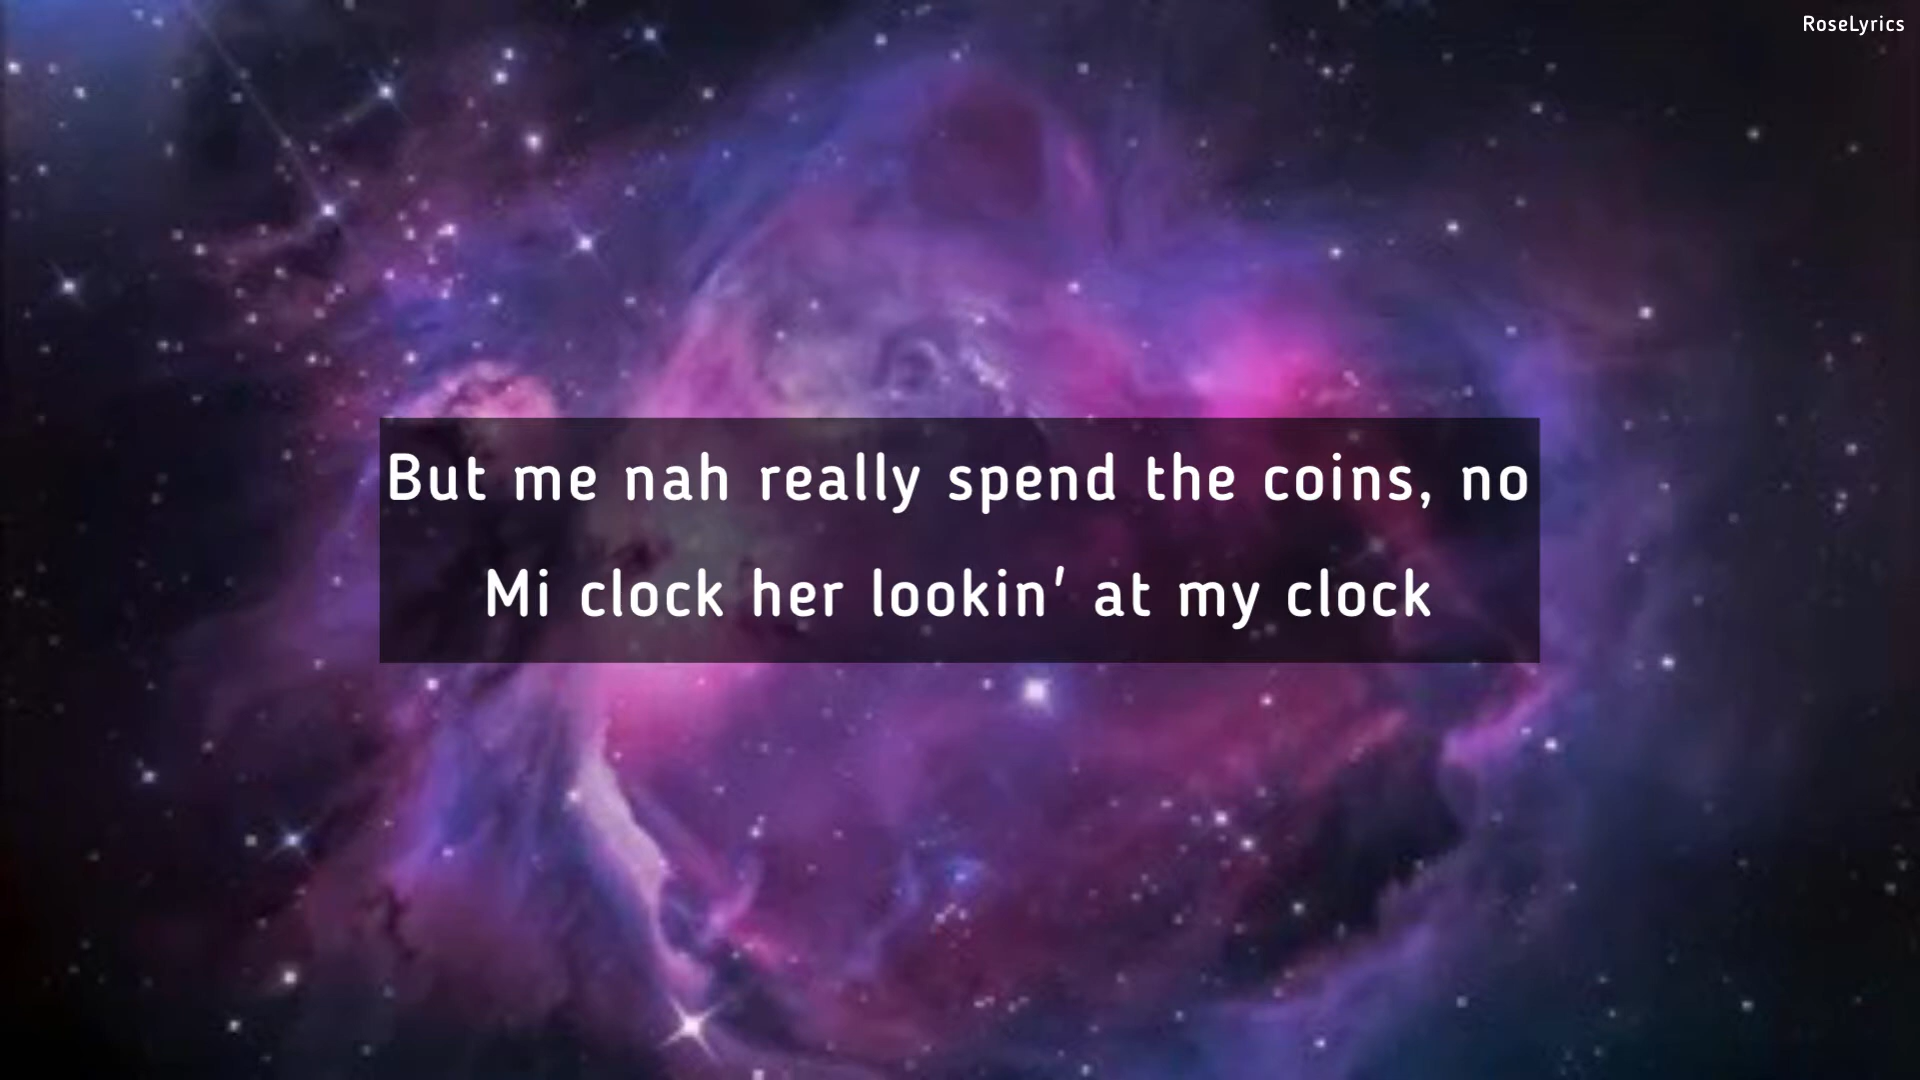 RoseLyrics
But me nah really spend the coins, no
Mi clock her lookin' at my clock